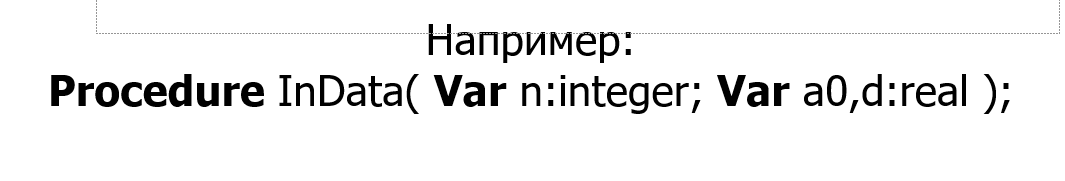 Например:
Procedure InData( Var n:integer; Var a0,d:real );